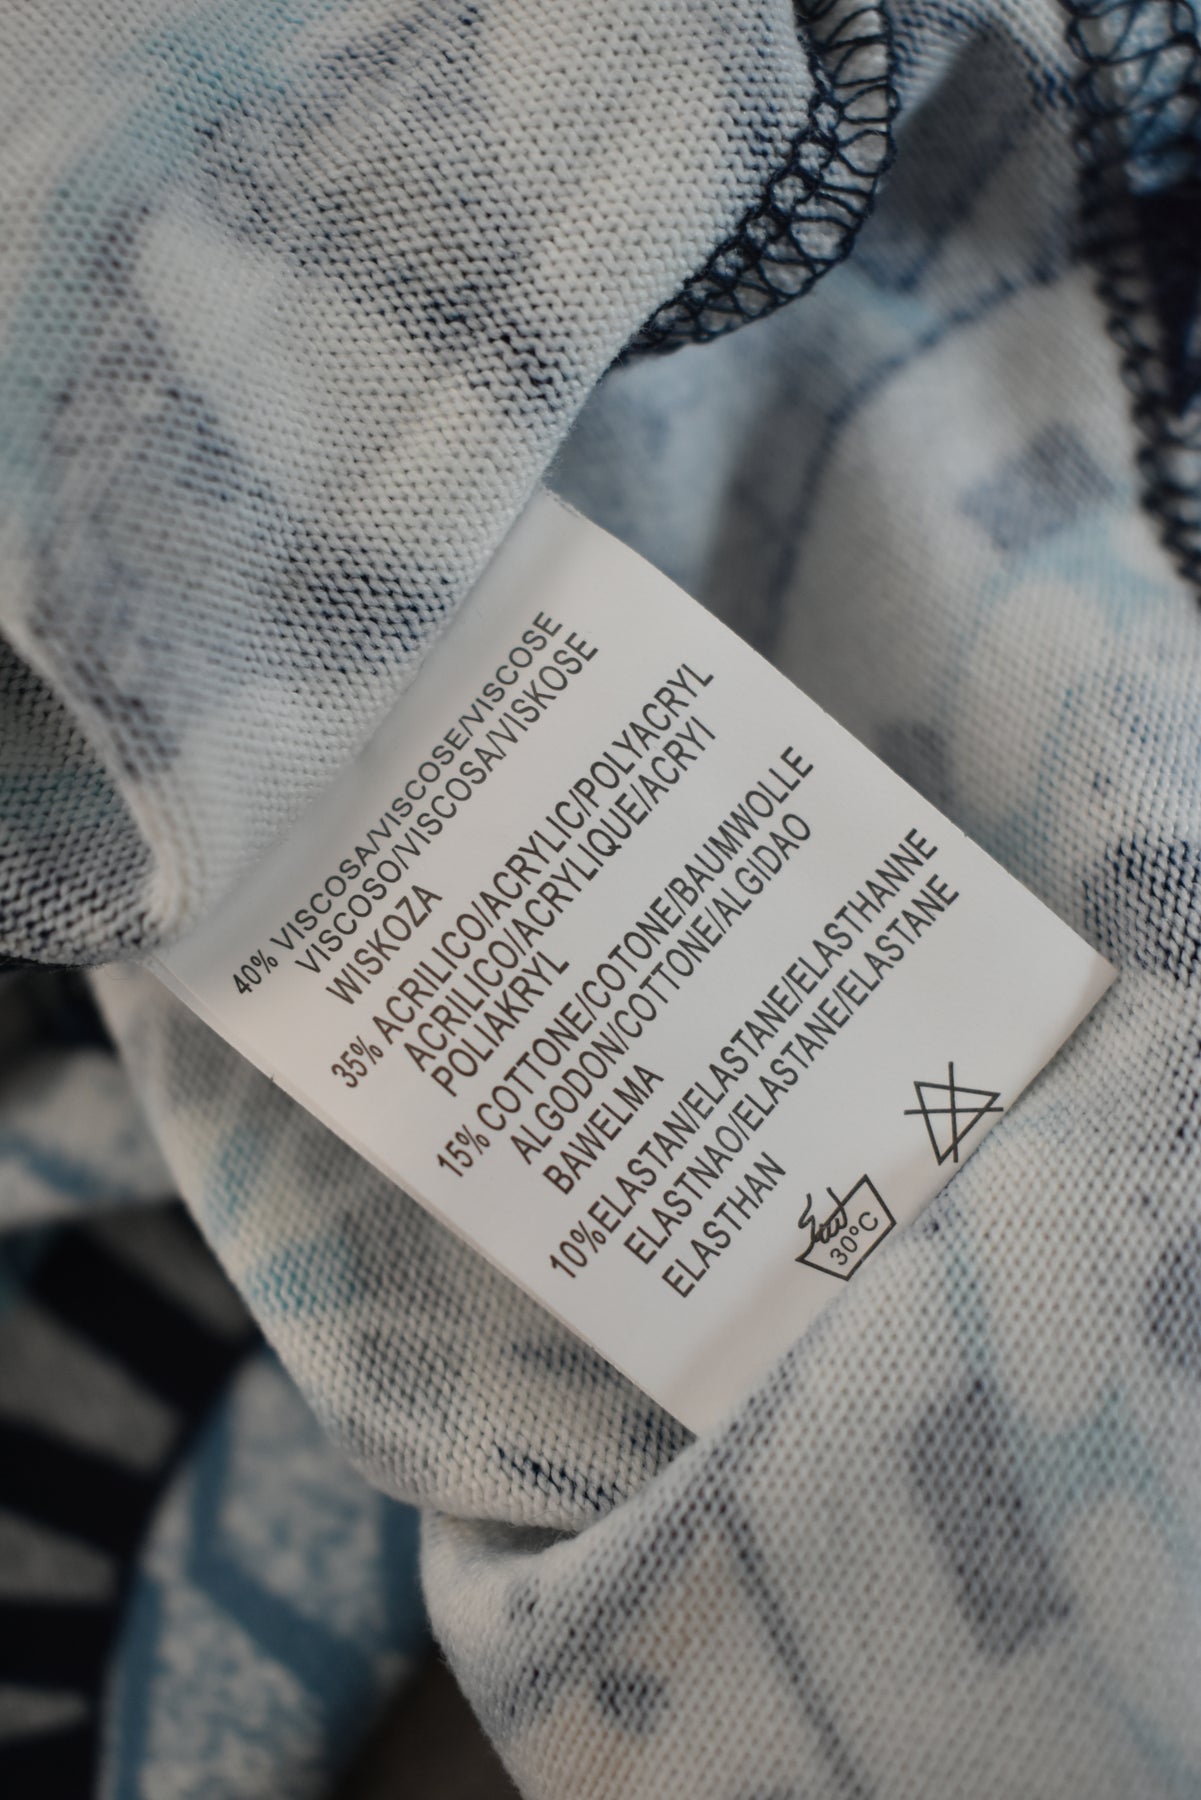 40% VISCOSA/VISCOSE/VISCOSE
VISCOSO/VISCOSA/VISKOSE
WISKOZA
35% ACRILICO/ACRYLIC/POLYACRYL
ACRILICO/ACRYLIQUE/ACRYI
POLIAKRYL
15% COTTONE/COTONE/BAUMWOLLE
ALGODON/COTTONE/ALGIDAO
BAWELMA
10%ELASTAN/ELASTANE/ELASTHANNE
ELASTNAO/ELASTANE/ELASTANE
ELASTHAN
30°C